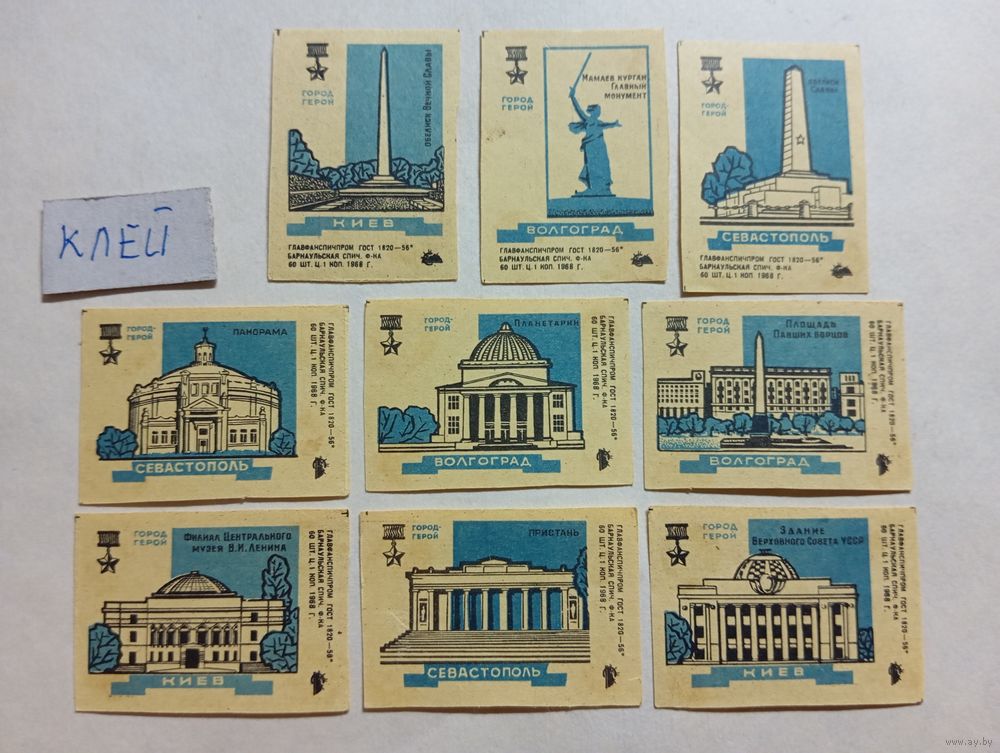 КЛЕЙ
ГОРОД
ГЕРОЙ
ОБЕЛИСК ВЕЧНОЙ СЛАВЫ
КИЕВ
ГЛАВФАНСПИЧПРОМ ГОСТ 1820—56*
БАРНАУЛЬСКАЯ СПИЧ. Ф-КА
60 ШТ. Ц. 1 КОП. 1968 Г.
ГОРОД
ГЕРОЙ
МАМАЕВ КУРГАН
ГЛАВНЫЙ
МОНУМЕНТ
ВОЛГОГРАД
ГЛАВФАНСПИЧПРОМ ГОСТ 1820—56*
БАРНАУЛЬСКАЯ СПИЧ. Ф-КА
60 ШТ. Ц. 1 КОП. 1968 Г.
ГОРОД-
ГЕРОЙ
ОБЕЛИСК
СЛАВЫ
СЕВАСТОПОЛЬ
ГЛАВФАНСПИЧПРОМ ГОСТ 1820—56*
БАРНАУЛЬСКАЯ СПИЧ. Ф-КА
60 ШТ. Ц. 1 КОП. 1968 Г.
ГОРОД-
ГЕРОЙ
ПАНОРАМА
СЕВАСТОПОЛЬ
ГЛАВФАНСПИЧПРОМ ГОСТ 1820—56*
БАРНАУЛЬСКАЯ СПИЧ. Ф-КА
60 ШТ. Ц. 1 КОП. 1968 Г.
ГОРОД-
ГЕРОЙ
ПЛАНЕТАРИЙ
ВОЛГОГРАД
ГЛАВФАНСПИЧПРОМ ГОСТ 1820—56*
БАРНАУЛЬСКАЯ СПИЧ. Ф-КА
60 ШТ. Ц. 1 КОП. 1968 Г.
ГОРОД-
ГЕРОЙ
ПЛОЩАДЬ
ПАВШИХ БОРЦОВ
ВОЛГОГРАД
ГЛАВФАНСПИЧПРОМ ГОСТ 1820—56*
БАРНАУЛЬСКАЯ СПИЧ. Ф-КА
60 ШТ. Ц. 1 КОП. 1968 Г.
ГОРОД
ГЕРОЙ
ФИЛИАЛ ЦЕНТРАЛЬНОГО
МУЗЕЯ В.И. ЛЕНИНА
КИЕВ
ГЛАВФАНСПИЧПРОМ ГОСТ 1820—56*
БАРНАУЛЬСКАЯ СПИЧ. Ф-КА
60 ШТ. Ц. 1 КОП. 1968 Г.
ГОРОД-
ГЕРОЙ
ПРИСТАНЬ
СЕВАСТОПОЛЬ
ГЛАВФАНСПИЧПРОМ ГОСТ 1820—56*
БАРНАУЛЬСКАЯ СПИЧ. Ф-КА
60 ШТ. Ц. 1 КОП. 1968 Г.
ГОРОД
ГЕРОЙ
ЗДАНИЕ
ВЕРХОВНОГО СОВЕТА УССР
КИЕВ
ГЛАВФАНСПИЧПРОМ ГОСТ 1820—56*
БАРНАУЛЬСКАЯ СПИЧ. Ф-КА
60 ШТ. Ц. 1 КОП. 1968 Г.
www.ay.by